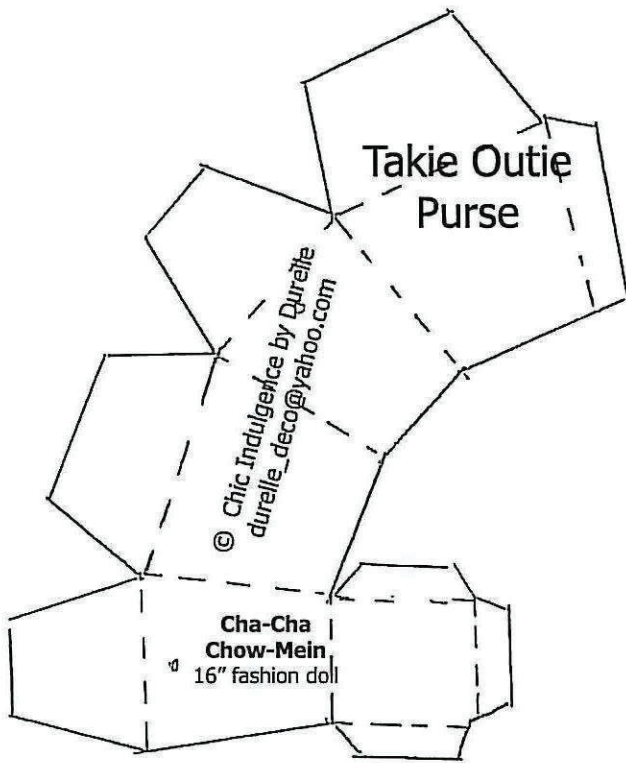 Takie Outie
Purse
© Chic Indulgence by Durelle
durelle_deco@yahoo.com
Cha-Cha
Chow-Mein
16" fashion doll